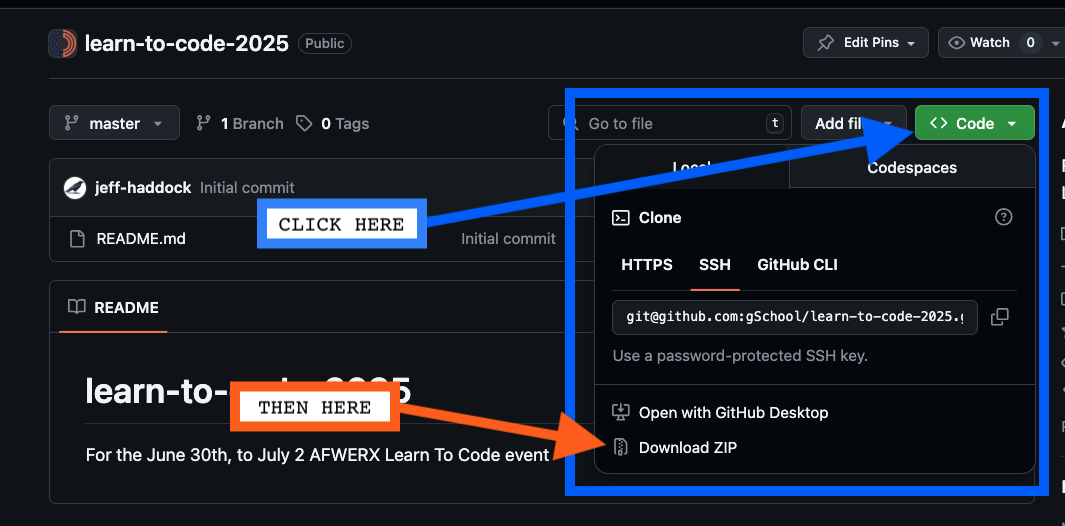 learn-to-code-2025 Public
Edit Pins
Watch 0
master
1 Branch
0 Tags
Go to file
t
Add
Code
jeff-haddock Initial commit
CLICK HERE
README.md
Initial commit
Codespaces
Clone
HTTPS
SSH
GitHub CLI
git@github.com:gSchool/learn-to-code-2025.g
Use a password-protected SSH key.
Open with GitHub Desktop
Download ZIP
README
learn-to-code-2025
THEN HERE
For the June 30th, to July 2 AFWERX Learn To Code event